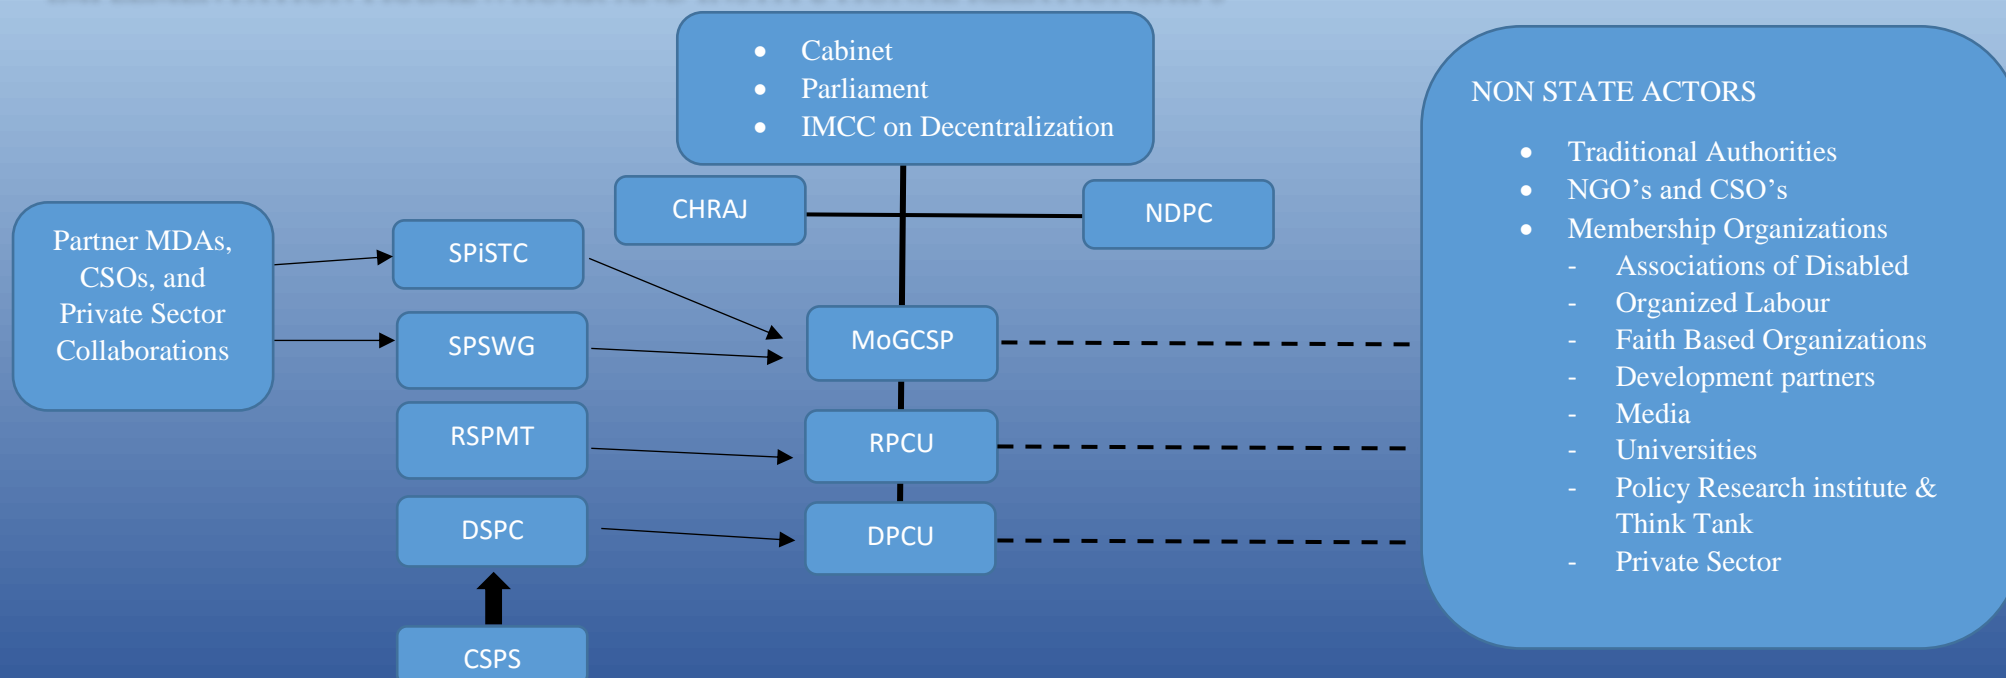 • Cabinet
• Parliament
• IMCC on Decentralization
CHRAJ
NDPC
Partner MDAs,
CSOs, and
Private Sector
Collaborations
SPiSTC
SPSWG
RSPMT
DSPC
CSPS
MoGCSP
RPCU
DPCU
NON STATE ACTORS
• Traditional Authorities
• NGO’s and CSO’s
• Membership Organizations
- Associations of Disabled
- Organized Labour
- Faith Based Organizations
- Development partners
- Media
- Universities
- Policy Research institute &
Think Tank
- Private Sector